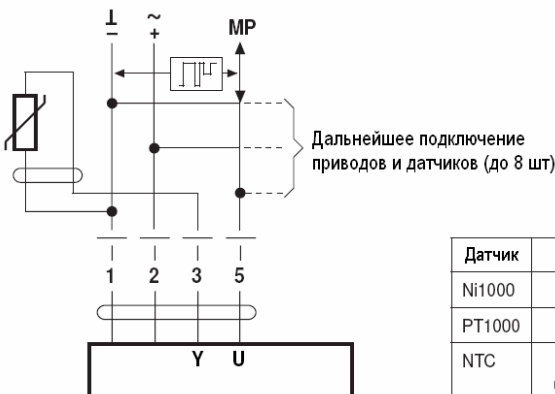 ⊥ ~ MP
– +
Дальнейшее подключение
приводов и датчиков (до 8 шт)
1 2 3 5
Y U
Датчик
Ni1000
PT1000
NTC